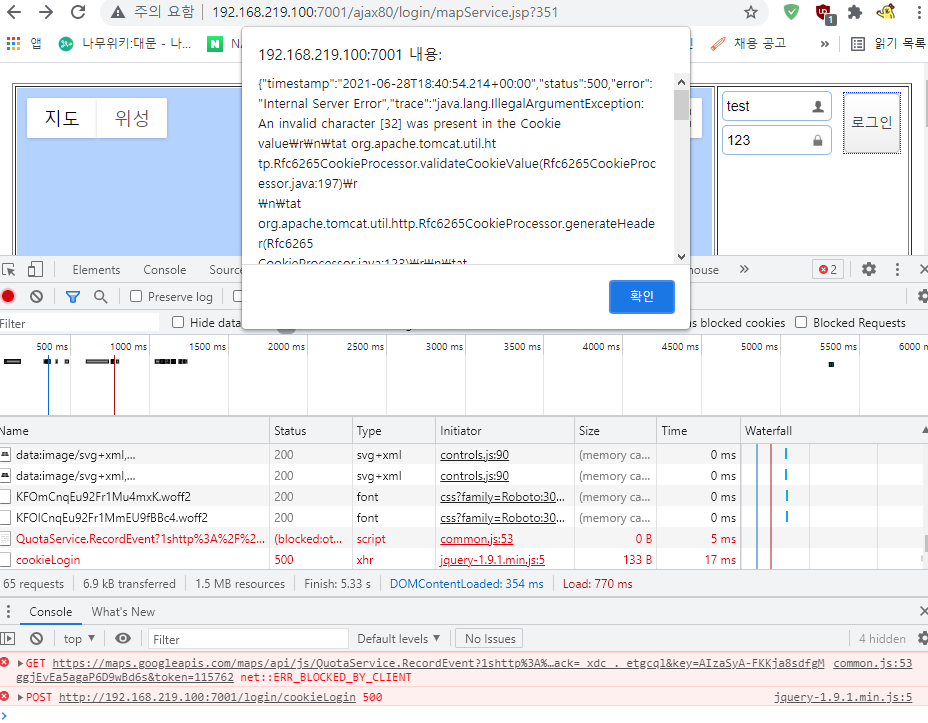 주의 요함 | 192.168.219.100:7001/ajax80/login/mapService.jsp?351
앱 나무위키:대문 - 나... 채용 공고 » 읽기 목록
192.168.219.100:7001 내용:
{"timestamp":"2021-06-28T18:40:54.214+00:00","status":500,"error":
"Internal Server Error","trace":"java.lang.IllegalArgumentException:
An invalid character [32] was present in the Cookie
value₩r₩n₩tat org.apache.tomcat.util.ht
tp.Rfc6265CookieProcessor.validateCookieValue(Rfc6265CookieProc
essor.java:197)₩r
₩n₩tat
org.apache.tomcat.util.http.Rfc6265CookieProcessor.generateHeade
r(Rfc6265
CookieProcessor.java:123)₩r₩n₩tat
확인
지도 위성
test
123
로그인
Elements Console Sourc ouse » 2
Preserve log
Filter Hide data s blocked cookies Blocked Requests
500 ms 1000 ms 1500 ms 2000 ms 2500 ms 3000 ms 3500 ms 4000 ms 4500 ms 5000 ms 5500 ms 6000 m
Name Status Type Initiator Size Time Waterfall
data:image/svg+xml,... 200 svg+xml controls.js:90 (memory ca... 0 ms
data:image/svg+xml,... 200 svg+xml controls.js:90 (memory ca... 0 ms
KFOmCnqEu92Fr1Mu4mxK.woff2 200 font css?family=Roboto:30... (memory ca... 0 ms
KFOlCnqEu92Fr1MmEU9fBBc4.woff2 200 font css?family=Roboto:30... (memory ca... 0 ms
QuotaService.RecordEvent?1shttp%3A%2F%2... (blocked:ot... script common.js:53 0 B 5 ms
cookieLogin 500 xhr jquery-1.9.1.min.js:5 133 B 17 ms
65 requests 6.9 kB transferred 1.5 MB resources Finish: 5.33 s DOMContentLoaded: 354 ms Load: 770 ms
Console What's New
top ▼ Filter Default levels ▼ No Issues 4 hidden
GET https://maps.googleapis.com/maps/api/js/QuotaService.RecordEvent?1shttp%3A%…ack=_xdc_._etgcql&key=AIzaSyA-FKKja8sdfgM common.js:53
ggjEvEa5agaP6D9wBd6s&token=115762 net::ERR_BLOCKED_BY_CLIENT
POST http://192.168.219.100:7001/login/cookieLogin 500 jquery-1.9.1.min.js:5